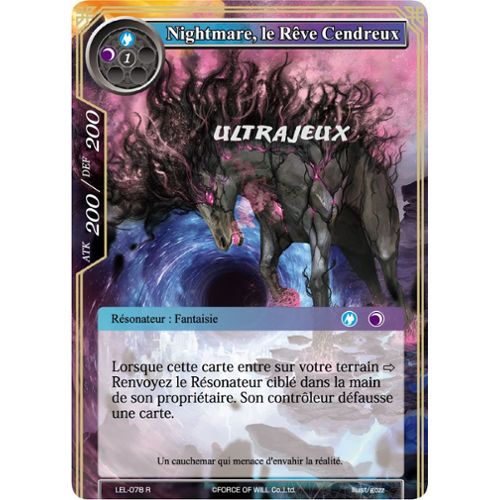 Nightmare, le Rêve Cendreux
1
ATK 200 / DEF 200
ULTRAJEUX
Résonateur : Fantaisie
Lorsque cette carte entre sur votre terrain ⇨
Renvoyez le Résonateur ciblé dans la main
de son propriétaire. Son contrôleur défausse
une carte.
Un cauchemar qui menace d'envahir la réalité.
LEL-078 R
©FORCE OF WILL Co.,Ltd.
Illust/gozz